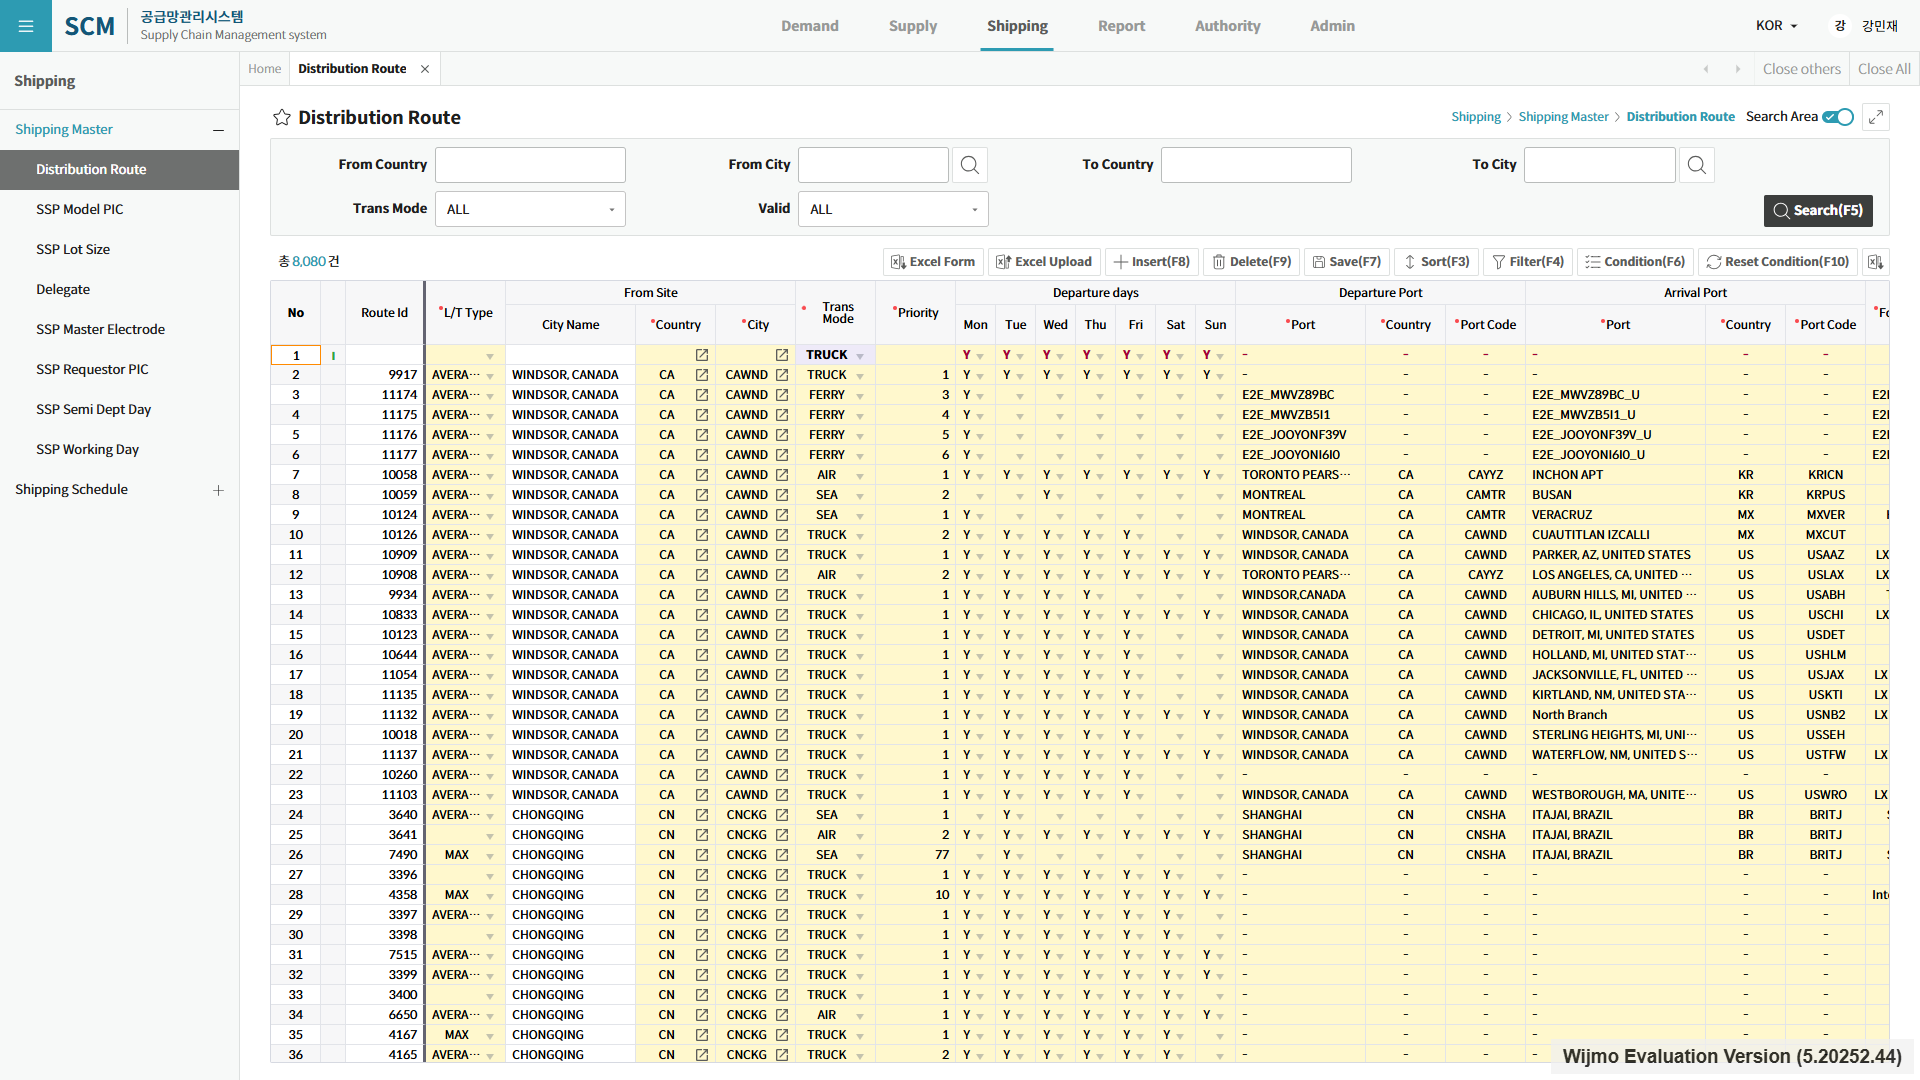 SCM 공급망관리시스템 Supply Chain Management system
Demand Supply Shipping Report Authority Admin
KOR 강 강민재
Shipping
Shipping Master
Distribution Route
SSP Model PIC
SSP Lot Size
Delegate
SSP Master Electrode
SSP Requestor PIC
SSP Semi Dept Day
SSP Working Day
Shipping Schedule
Home Distribution Route Close others Close All
Distribution Route
Shipping > Shipping Master > Distribution Route Search Area
From Country From City To Country To City
Trans Mode ALL Valid ALL Search(F5)
총 8,080 건 Excel Form Excel Upload Insert(F8) Delete(F9) Save(F7) Sort(F3) Filter(F4) Condition(F6) Reset Condition(F10)
No Route Id *L/T Type From Site *Trans Mode *Priority Departure days Departure Port Arrival Port
City Name *Country *City Mon Tue Wed Thu Fri Sat Sun *Port *Country *Port Code *Port *Country *Port Code
1 I TRUCK Y Y Y Y Y Y Y - - - - - -
2 9917 AVERA··· WINDSOR, CANADA CA CAWND TRUCK 1 Y Y Y Y Y Y Y - - - - - -
3 11174 AVERA··· WINDSOR, CANADA CA CAWND FERRY 3 Y E2E_MWVZ89BC - - E2E_MWVZ89BC_U - - E2E
4 11175 AVERA··· WINDSOR, CANADA CA CAWND FERRY 4 Y E2E_MWVZB5I1 - - E2E_MWVZB5I1_U - - E2E
5 11176 AVERA··· WINDSOR, CANADA CA CAWND FERRY 5 Y E2E_JOOYONF39V - - E2E_JOOYONF39V_U - - E2E
6 11177 AVERA··· WINDSOR, CANADA CA CAWND FERRY 6 Y E2E_JOOYONI6I0 - - E2E_JOOYONI6I0_U - - E2E
7 10058 AVERA··· WINDSOR, CANADA CA CAWND AIR 1 Y Y Y Y Y Y Y TORONTO PEARS··· CA CAYYZ INCHON APT KR KRICN
8 10059 AVERA··· WINDSOR, CANADA CA CAWND SEA 2 Y MONTREAL CA CAMTR BUSAN KR KRPUS
9 10124 AVERA··· WINDSOR, CANADA CA CAWND SEA 1 Y MONTREAL CA CAMTR VERACRUZ MX MXVER
10 10126 AVERA··· WINDSOR, CANADA CA CAWND TRUCK 2 Y Y Y Y Y WINDSOR, CANADA CA CAWND CUAUTITLAN IZCALLI MX MXCUT
11 10909 AVERA··· WINDSOR, CANADA CA CAWND TRUCK 1 Y Y Y Y Y Y Y WINDSOR, CANADA CA CAWND PARKER, AZ, UNITED STATES US USAAZ LX
12 10908 AVERA··· WINDSOR, CANADA CA CAWND AIR 2 Y Y Y Y Y Y Y TORONTO PEARS··· CA CAYYZ LOS ANGELES, CA, UNITED ··· US USLAX LX
13 9934 AVERA··· WINDSOR, CANADA CA CAWND TRUCK 1 Y Y Y Y WINDSOR,CANADA CA CAWND AUBURN HILLS, MI, UNITED ··· US USABH
14 10833 AVERA··· WINDSOR, CANADA CA CAWND TRUCK 1 Y Y Y Y Y Y Y WINDSOR, CANADA CA CAWND CHICAGO, IL, UNITED STATES US USCHI LX
15 10123 AVERA··· WINDSOR, CANADA CA CAWND TRUCK 1 Y Y Y Y Y WINDSOR, CANADA CA CAWND DETROIT, MI, UNITED STATES US USDET
16 10644 AVERA··· WINDSOR, CANADA CA CAWND TRUCK 1 Y Y Y Y Y WINDSOR, CANADA CA CAWND HOLLAND, MI, UNITED STAT··· US USHLM
17 11054 AVERA··· WINDSOR, CANADA CA CAWND TRUCK 1 Y Y Y Y Y WINDSOR, CANADA CA CAWND JACKSONVILLE, FL, UNITED ··· US USJAX LX
18 11135 AVERA··· WINDSOR, CANADA CA CAWND TRUCK 1 Y Y Y Y Y WINDSOR, CANADA CA CAWND KIRTLAND, NM, UNITED STA··· US USKTI LX
19 11132 AVERA··· WINDSOR, CANADA CA CAWND TRUCK 1 Y Y Y Y Y Y Y WINDSOR, CANADA CA CAWND North Branch US USNB2 LX
20 10018 AVERA··· WINDSOR, CANADA CA CAWND TRUCK 1 Y Y Y Y Y WINDSOR, CANADA CA CAWND STERLING HEIGHTS, MI, UNI··· US USSEH
21 11137 AVERA··· WINDSOR, CANADA CA CAWND TRUCK 1 Y Y Y Y Y Y Y WINDSOR, CANADA CA CAWND WATERFLOW, NM, UNITED S··· US USTFW LX
22 10260 AVERA··· WINDSOR, CANADA CA CAWND TRUCK 1 Y Y Y Y Y - - - - - -
23 11103 AVERA··· WINDSOR, CANADA CA CAWND TRUCK 1 Y Y Y Y Y WINDSOR, CANADA CA CAWND WESTBOROUGH, MA, UNITE··· US USWRO LX
24 3640 AVERA··· CHONGQING CN CNCKG SEA 1 Y SHANGHAI CN CNSHA ITAJAI, BRAZIL BR BRITJ
25 3641 CHONGQING CN CNCKG AIR 2 Y Y Y Y Y Y Y SHANGHAI CN CNSHA ITAJAI, BRAZIL BR BRITJ
26 7490 MAX CHONGQING CN CNCKG SEA 77 Y SHANGHAI CN CNSHA ITAJAI, BRAZIL BR BRITJ
27 3396 CHONGQING CN CNCKG TRUCK 1 Y Y Y Y Y Y - - - - - -
28 4358 MAX CHONGQING CN CNCKG TRUCK 10 Y Y Y Y Y Y Y - - - - - - Inte
29 3397 AVERA··· CHONGQING CN CNCKG TRUCK 1 Y Y Y Y Y Y - - - - - -
30 3398 CHONGQING CN CNCKG TRUCK 1 Y Y Y Y Y Y - - - - - -
31 7515 AVERA··· CHONGQING CN CNCKG TRUCK 1 Y Y Y Y Y Y Y - - - - - -
32 3399 AVERA··· CHONGQING CN CNCKG TRUCK 1 Y Y Y Y Y Y Y - - - - - -
33 3400 CHONGQING CN CNCKG TRUCK 1 Y Y Y Y Y Y - - - - - -
34 6650 AVERA··· CHONGQING CN CNCKG AIR 1 Y Y Y Y Y Y Y - - - - - -
35 4167 MAX CHONGQING CN CNCKG TRUCK 1 Y Y Y Y Y Y - - - - - -
36 4165 AVERA··· CHONGQING CN CNCKG TRUCK 2 Y Y Y Y Y Y - - - -
Wijmo Evaluation Version (5.20252.44)